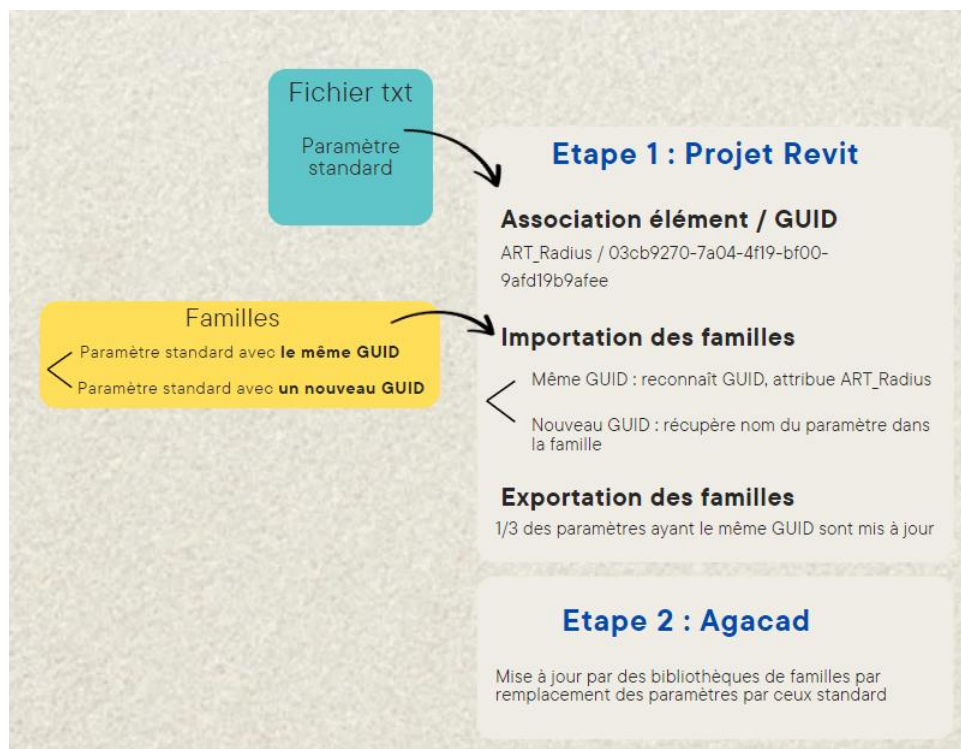 Fichier txt
Paramètre
standard
Etape 1 : Projet Revit
Association élément / GUID
ART_Radius / 03cb9270-7a04-4f19-bf00-
9afd19b9afee
Familles
Paramètre standard avec le même GUID
Paramètre standard avec un nouveau GUID
Importation des familles
Même GUID : reconnaît GUID, attribue ART_Radius
Nouveau GUID : récupère nom du paramètre dans
la famille
Exportation des familles
1/3 des paramètres ayant le même GUID sont mis à jour
Etape 2 : Agacad
Mise à jour par des bibliothèques de familles par
remplacement des paramètres par ceux standard